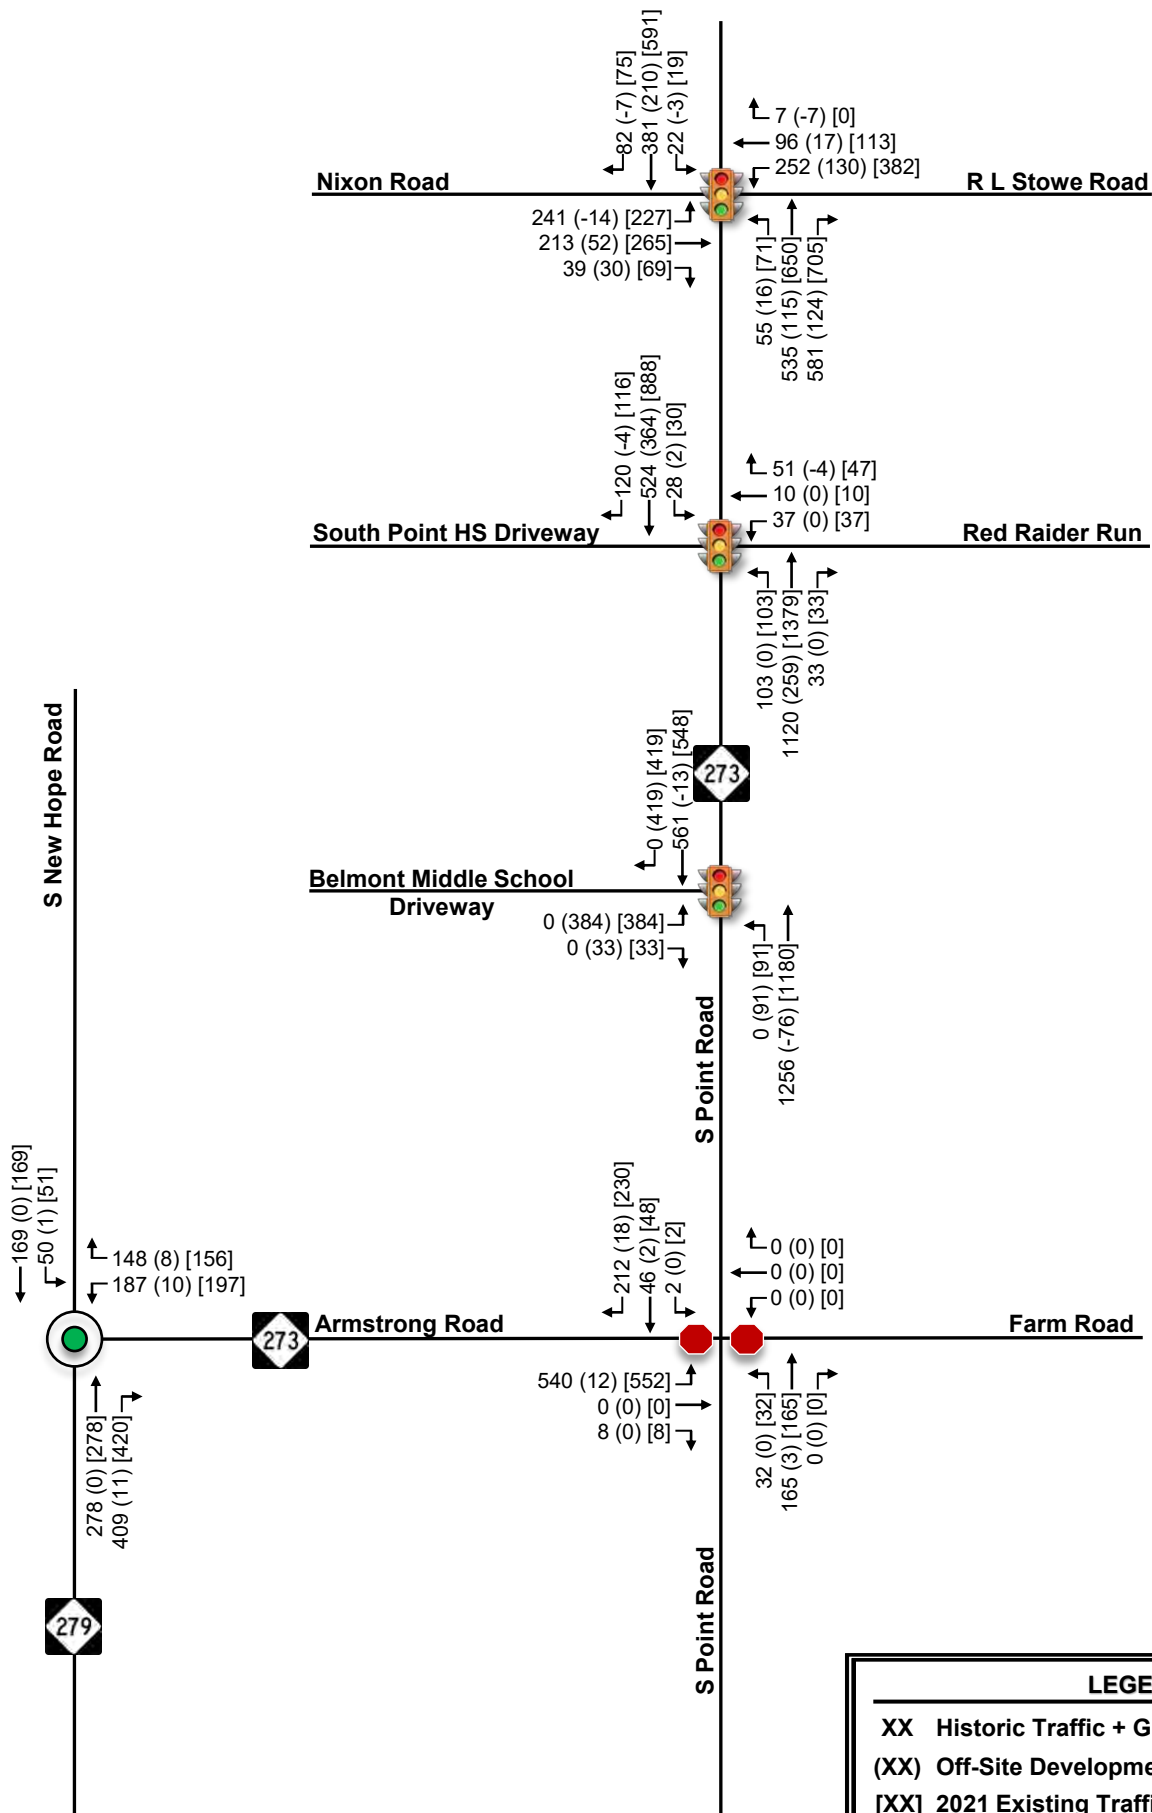 82 (-7) [75]
381 (210) [591]
22 (-3) [19]
7 (-7) [0]
96 (17) [113]
252 (130) [382]
Nixon Road
R L Stowe Road
241 (-14) [227]
213 (52) [265]
39 (30) [69]
55 (16) [71]
535 (115) [650]
581 (124) [705]
120 (-4) [116]
524 (364) [888]
28 (2) [30]
51 (-4) [47]
10 (0) [10]
37 (0) [37]
South Point HS Driveway
Red Raider Run
103 (0) [103]
1120 (259) [1379]
33 (0) [33]
S New Hope Road
0 (419) [419]
561 (-13) [548]
273
Belmont Middle School
Driveway
0 (384) [384]
0 (33) [33]
0 (91) [91]
1256 (-76) [1180]
S Point Road
169 (0) [169]
50 (1) [51]
148 (8) [156]
187 (10) [197]
212 (18) [230]
46 (2) [48]
2 (0) [2]
0 (0) [0]
0 (0) [0]
0 (0) [0]
273
Armstrong Road
Farm Road
540 (12) [552]
0 (0) [0]
8 (0) [8]
32 (0) [32]
165 (3) [165]
0 (0) [0]
278 (0) [278]
409 (11) [420]
279
S Point Road
LEGE
XX Historic Traffic + G
(XX) Off-Site Developme
[XX] 2021 Existing Traffi